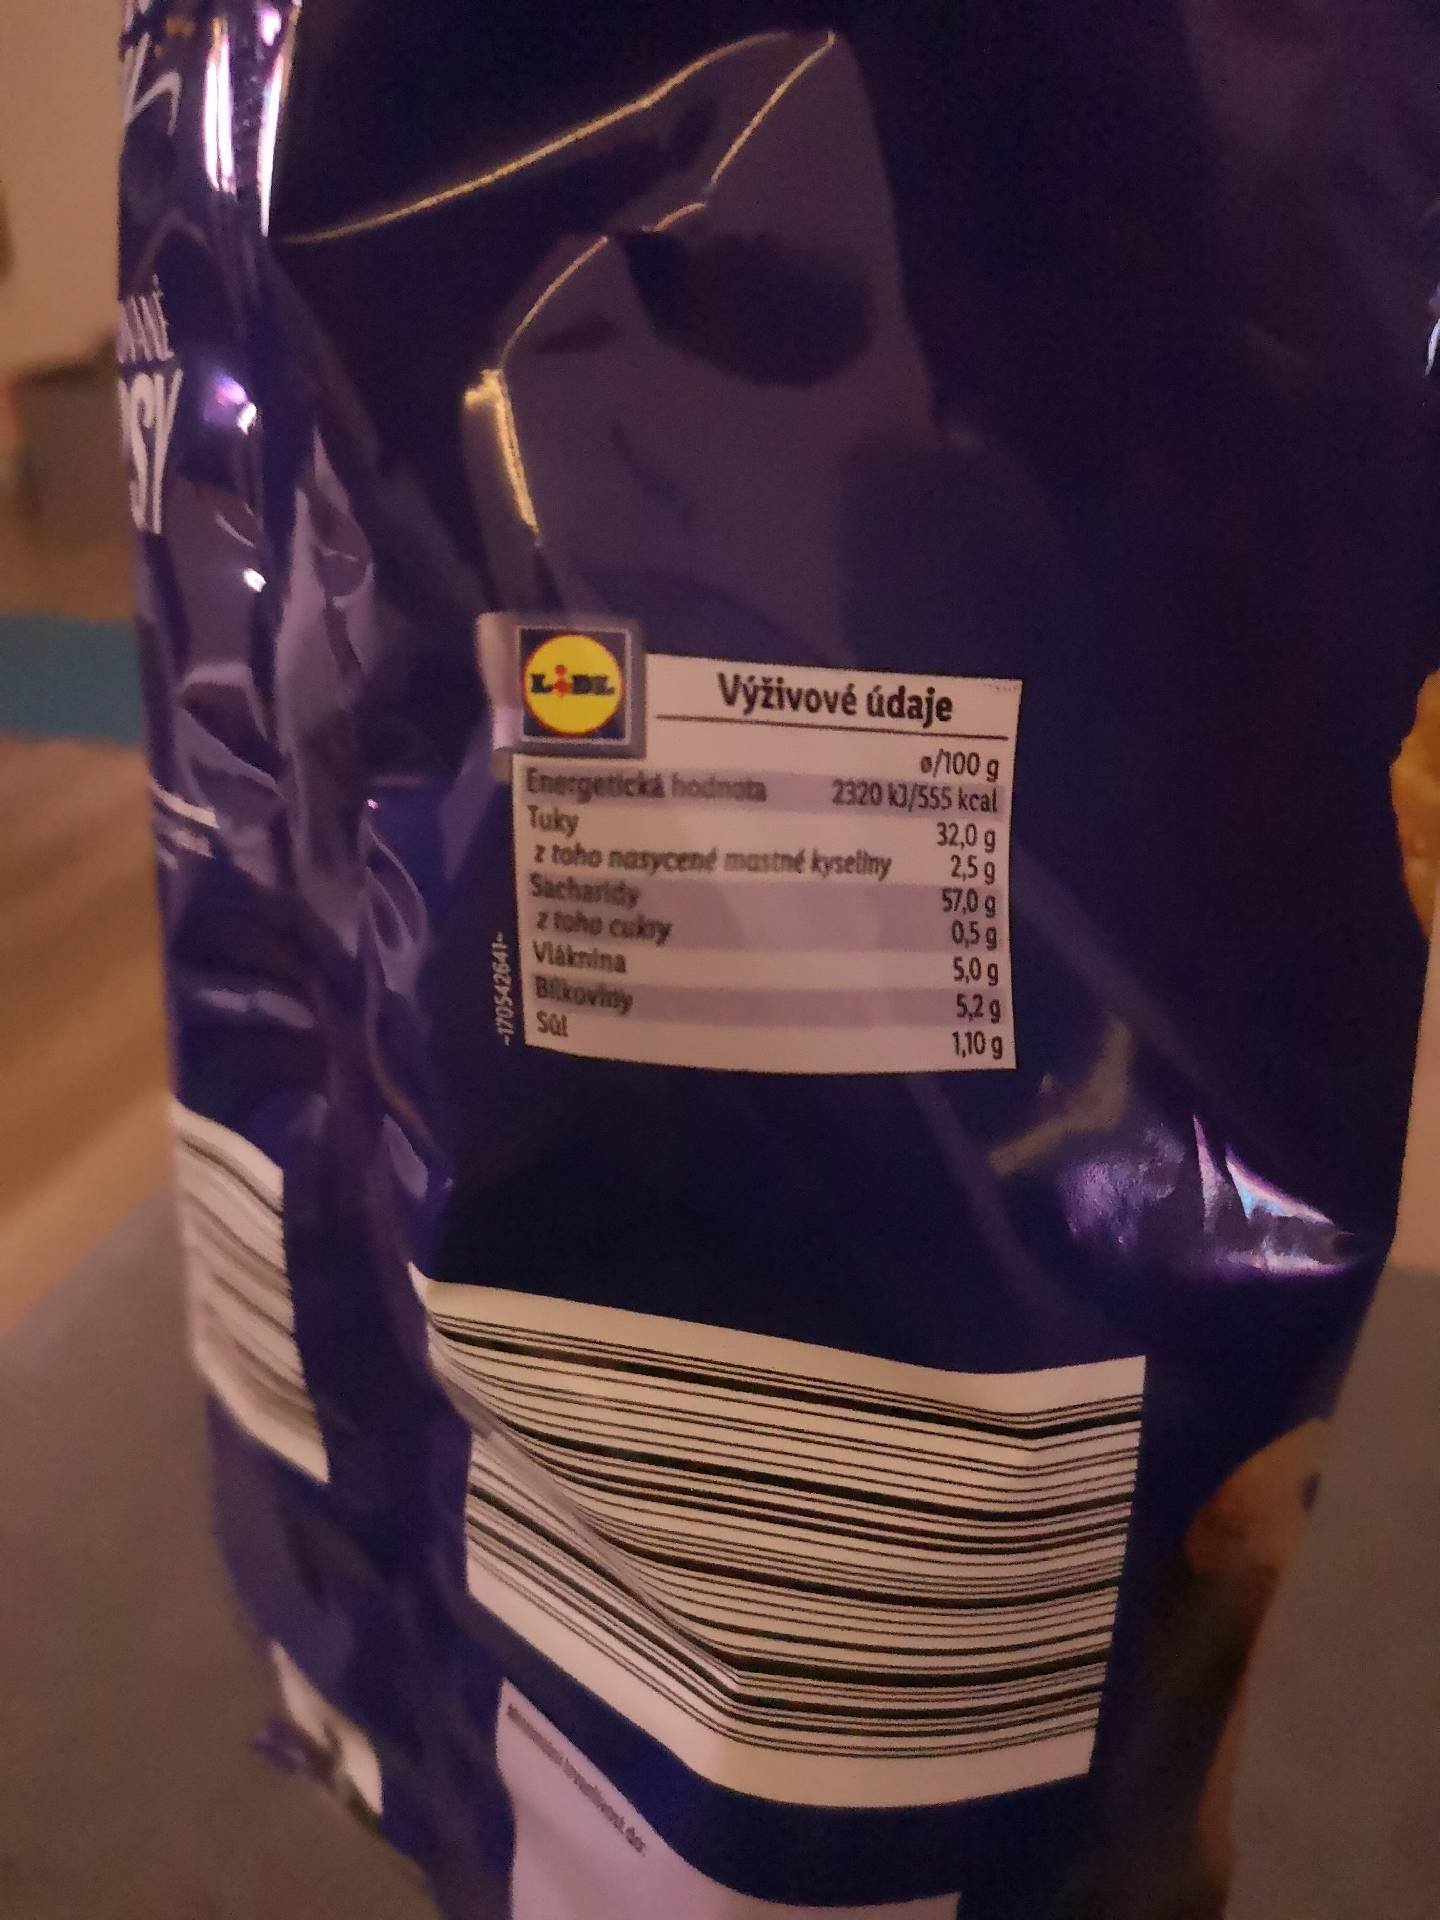 LIDL
Výživové údaje
ø/100 g
Energetická hodnota 2320 kJ/555 kcal
Tuky 32,0 g
z toho nasycené mastné kyseliny 2,5 g
Sacharidy 57,0 g
z toho cukry 0,5 g
Vláknina 5,0 g
Bílkoviny 5,2 g
Sůl 1,10 g
-170542641-